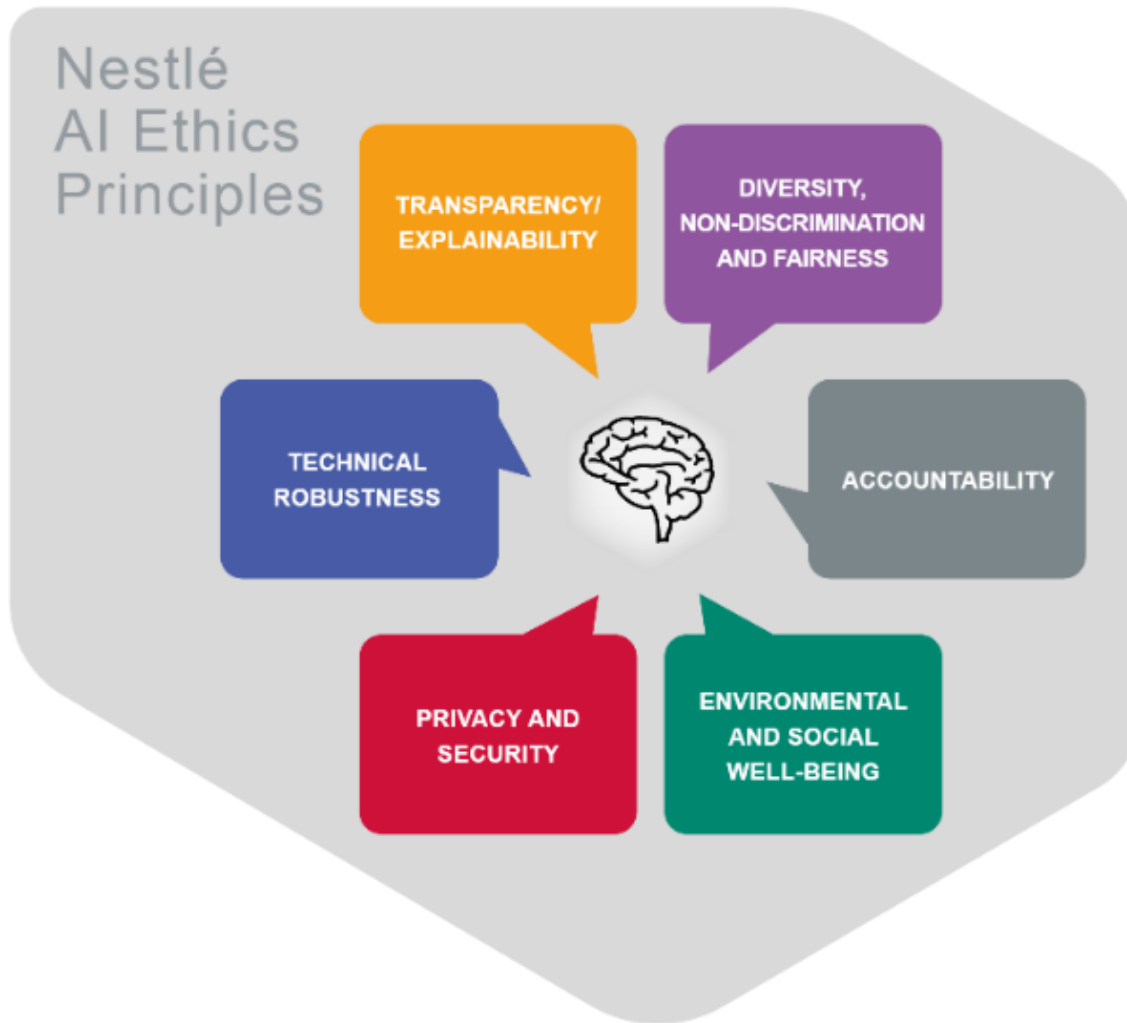 Nestlé
AI Ethics
Principles
TRANSPARENCY/
EXPLAINABILITY
DIVERSITY,
NON-DISCRIMINATION
AND FAIRNESS
TECHNICAL
ROBUSTNESS
ACCOUNTABILITY
PRIVACY AND
SECURITY
ENVIRONMENTAL
AND SOCIAL
WELL-BEING